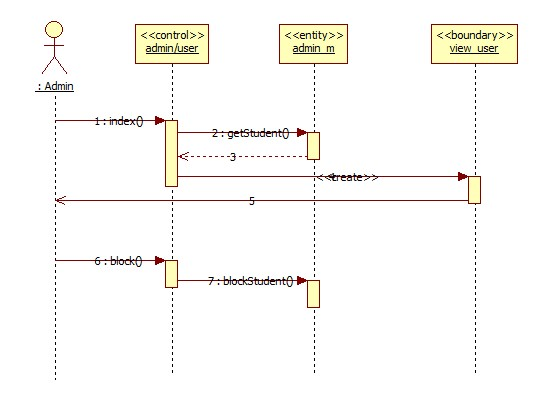 <<control>>
admin/user
<<entity>>
admin_m
<<boundary>>
view_user
: Admin
1 : index()
2 : getStudent()
3
<<create>>
5
6 : block()
7 : blockStudent()